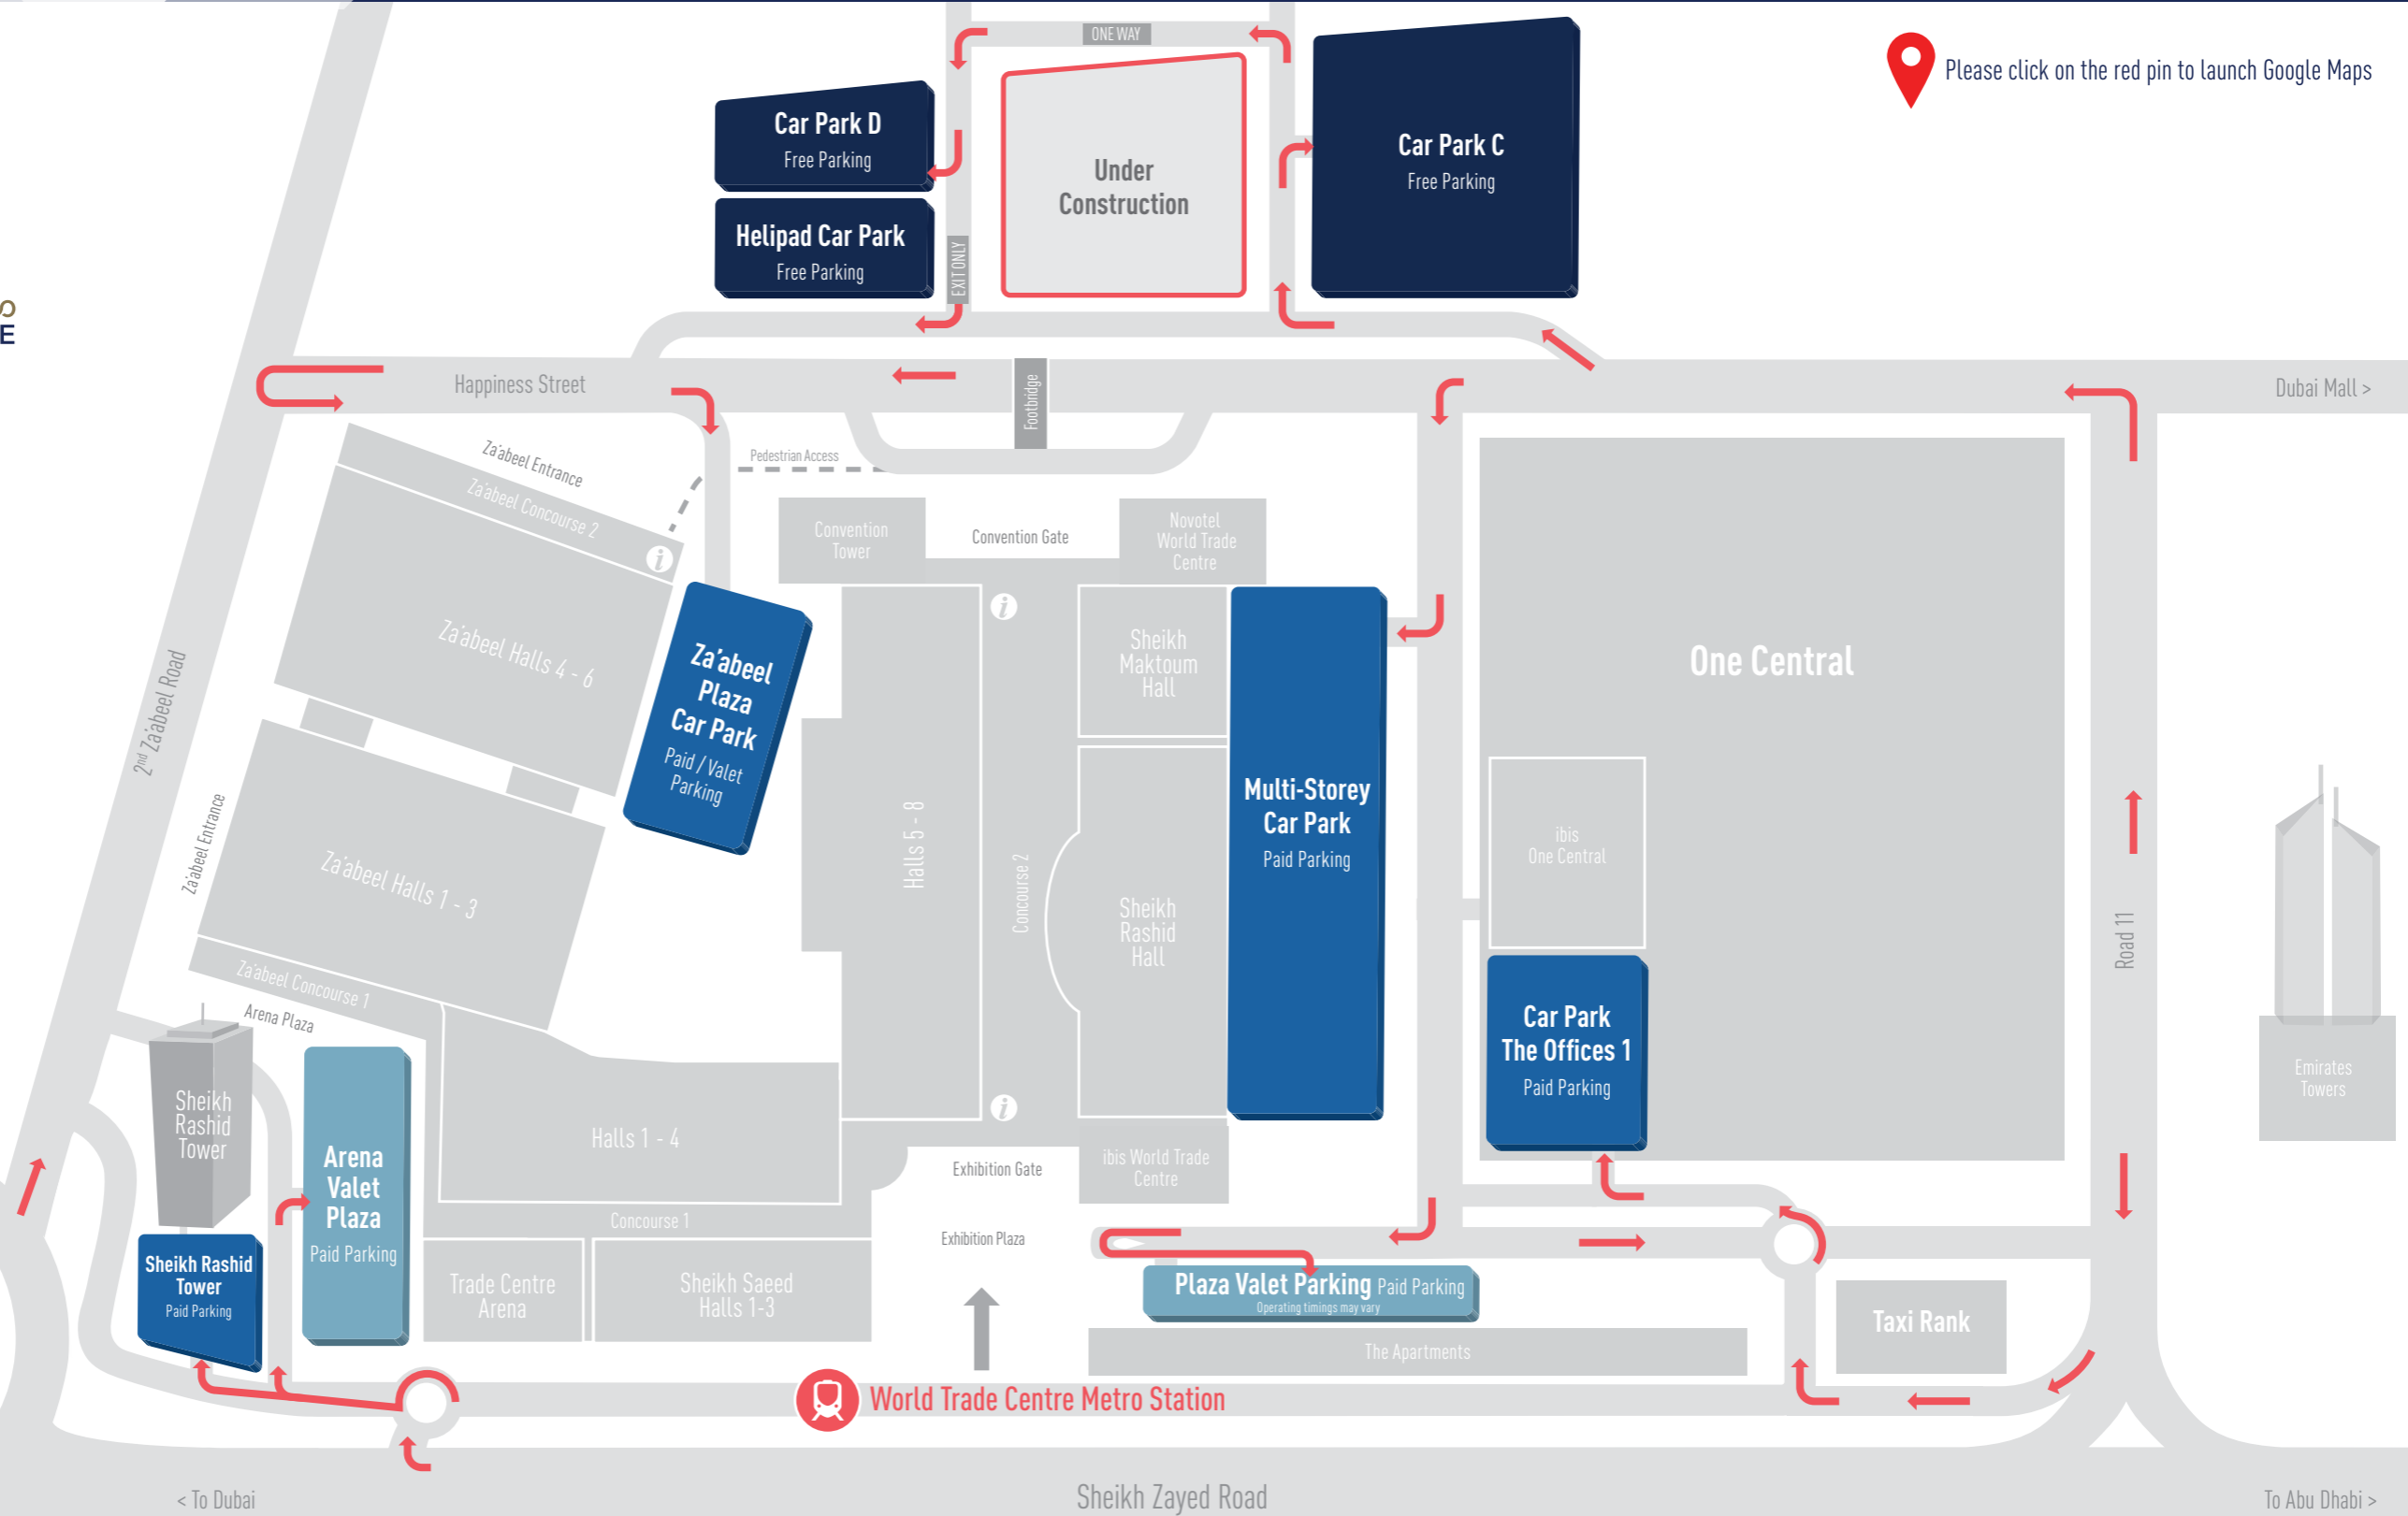 ONE WAY
Please click on the red pin to launch Google Maps
Car Park D
Free Parking
Car Park C
Free Parking
Under
Construction
Helipad Car Park
Free Parking
EXIT ONLY
S
E
Happiness Street
Footbridge
Dubai Mall >
Za'abeel Entrance
Pedestrian Access
Za'abeel Concourse 2
i
Convention
Tower
Convention Gate
Novotel
World Trade
Centre
i
Za'abeel Halls 4 - 6
Sheikh
Maktoum
Hall
One Central
2nd Za'abeel Road
Za'abeel
Plaza
Car Park
Paid / Valet
Parking
Multi-Storey
Car Park
Paid Parking
Halls 5 - 8
Concourse 2
ibis
One Central
Za'abeel Entrance
Za'abeel Halls 1 - 3
Sheikh
Rashid
Hall
Road 11
Za'abeel Concourse 1
Arena Plaza
Car Park
The Offices 1
Paid Parking
Emirates
Towers
Sheikh
Rashid
Tower
i
Halls 1 - 4
Arena
Valet
Plaza
Paid Parking
Exhibition Gate
ibis World Trade
Centre
Concourse 1
Exhibition Plaza
Sheikh Rashid
Tower
Paid Parking
Trade Centre
Arena
Sheikh Saeed
Halls 1-3
Plaza Valet Parking Paid Parking
Operating timings may vary
Taxi Rank
The Apartments
World Trade Centre Metro Station
< To Dubai
Sheikh Zayed Road
To Abu Dhabi >